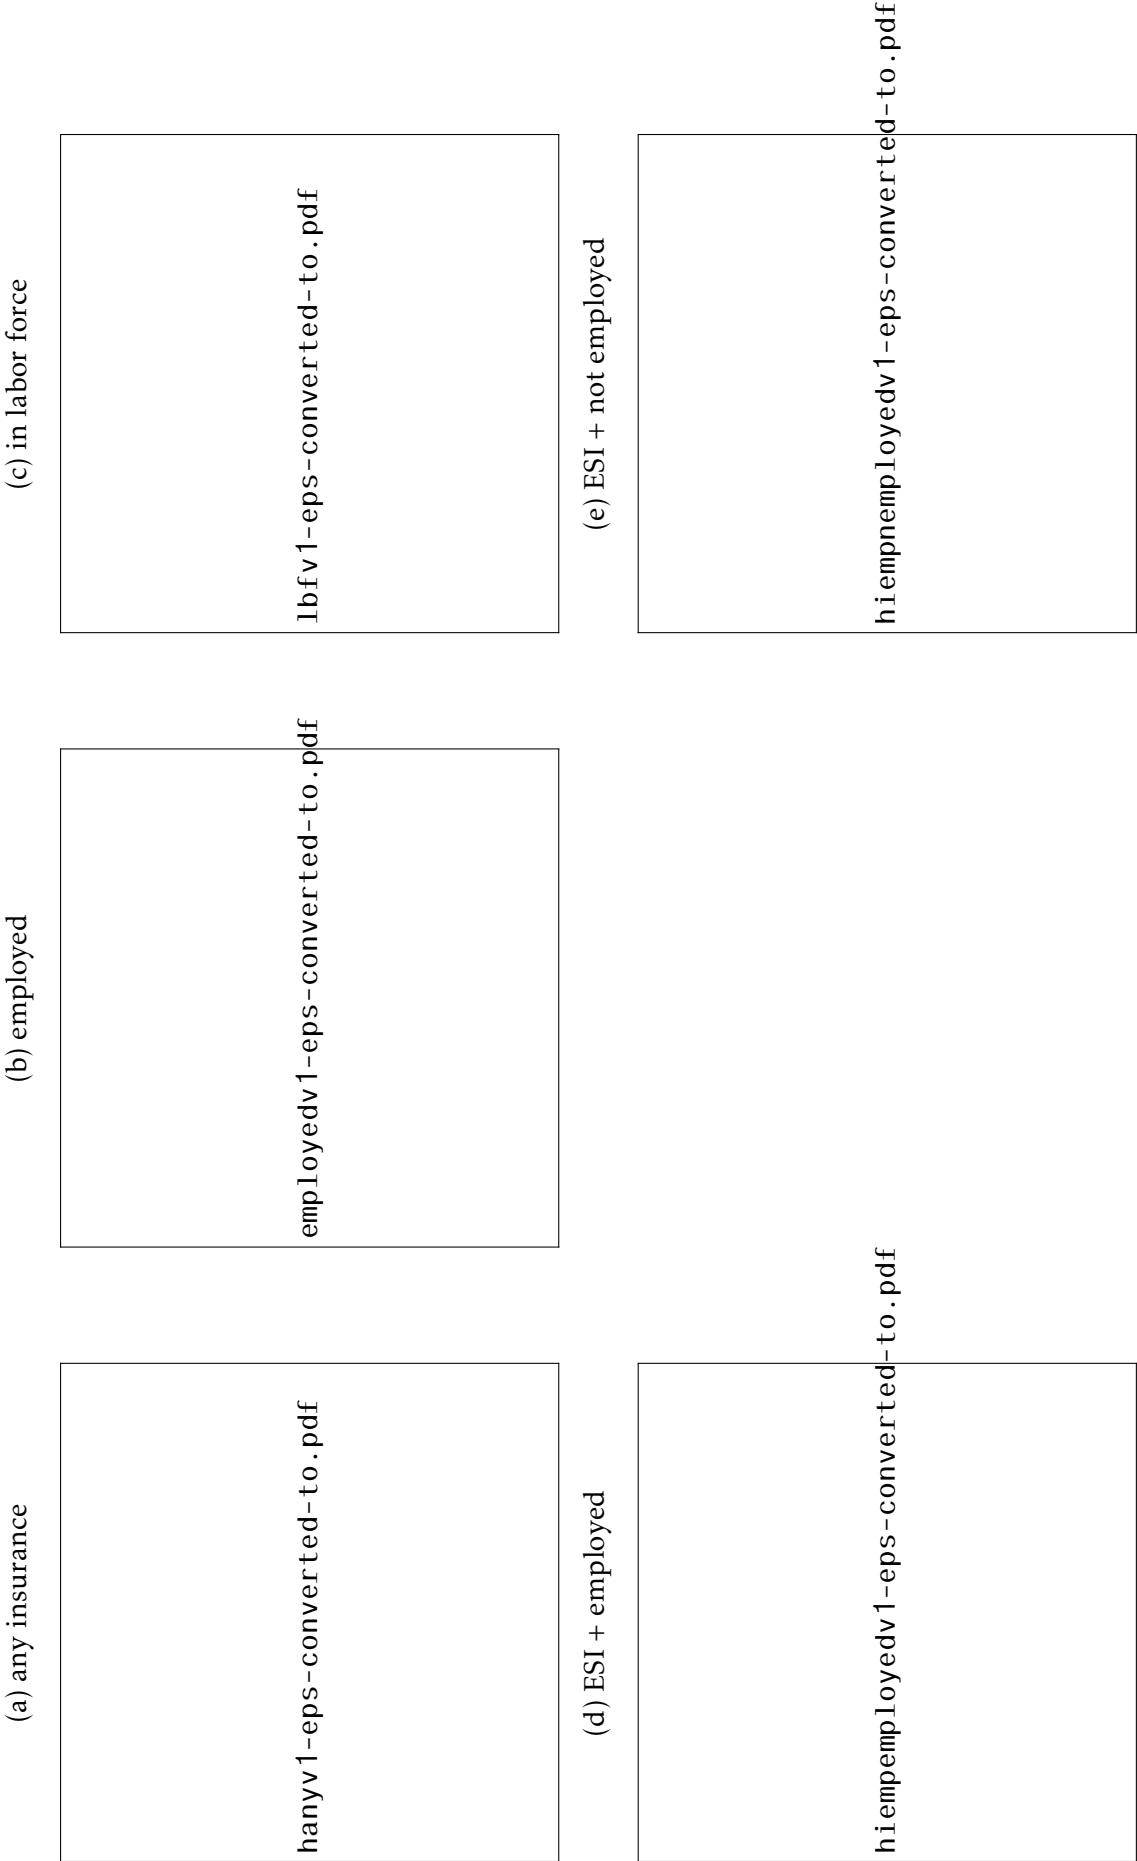 (a) any insurance
(b) employed
(c) in labor force
hanyv1-eps-converted-to.pdf
employedv1-eps-converted-to.pdf
lbfv1-eps-converted-to.pdf
(d) ESI + employed
(e) ESI + not employed
hiempemployedv1-eps-converted-to.pdf
hiempnemployedv1-eps-converted-to.pdf